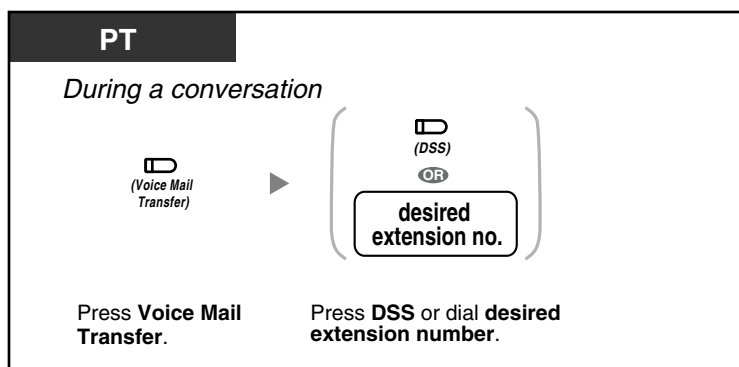 PT
During a conversation
(Voice Mail
Transfer)
(DSS)
OR
desired
extension no.
Press Voice Mail
Transfer.
Press DSS or dial desired
extension number.